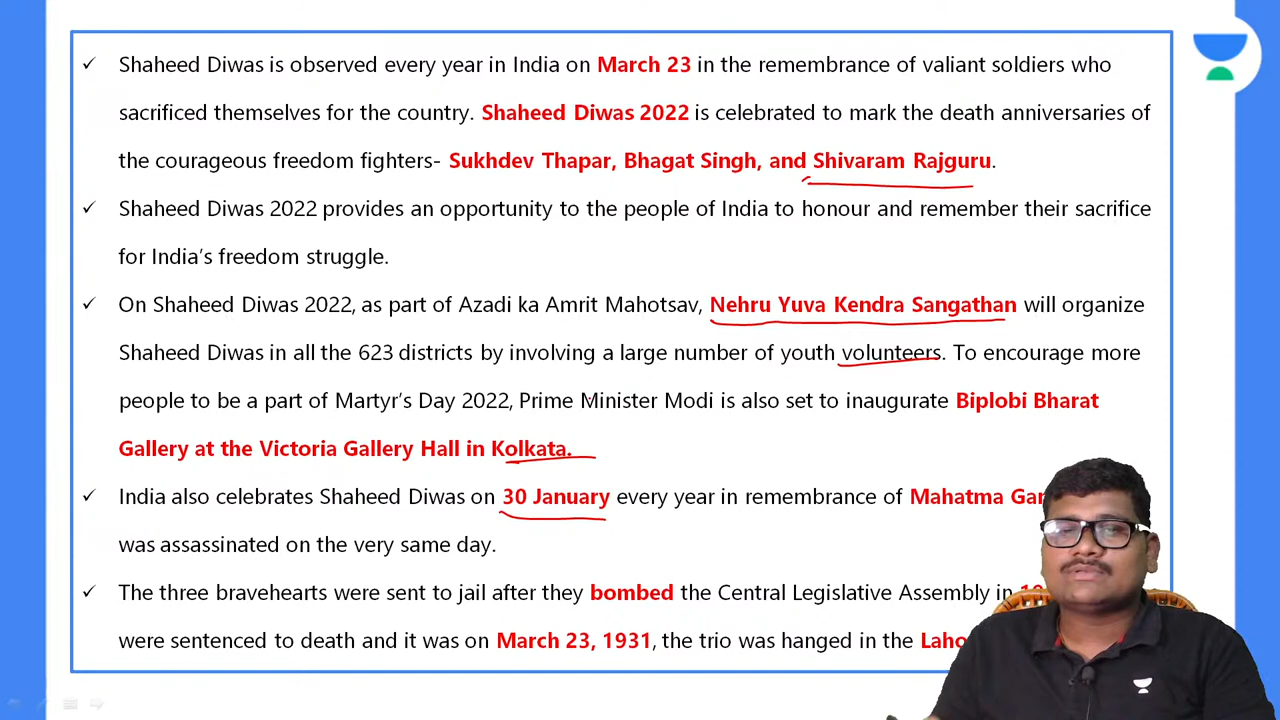 Shaheed Diwas is observed every year in India on March 23 in the remembrance of valiant soldiers who
sacrificed themselves for the country. Shaheed Diwas 2022 is celebrated to mark the death anniversaries of
the courageous freedom fighters- Sukhdev Thapar, Bhagat Singh, and Shivaram Rajguru.
Shaheed Diwas 2022 provides an opportunity to the people of India to honour and remember their sacrifice
for India's freedom struggle.
On Shaheed Diwas 2022, as part of Azadi ka Amrit Mahotsav, Nehru Yuva Kendra Sangathan will organize
Shaheed Diwas in all the 623 districts by involving a large number of youth volunteers. To encourage more
people to be a part of Martyr's Day 2022, Prime Minister Modi is also set to inaugurate Biplobi Bharat
Gallery at the Victoria Gallery Hall in Kolkata.
India also celebrates Shaheed Diwas on 30 January every year in remembrance of Mahatma
was assassinated on the very same day.
The three bravehearts were sent to jail after they bombed the Central Legislative Assembly in
were sentenced to death and it was on March 23, 1931, the trio was hanged in the